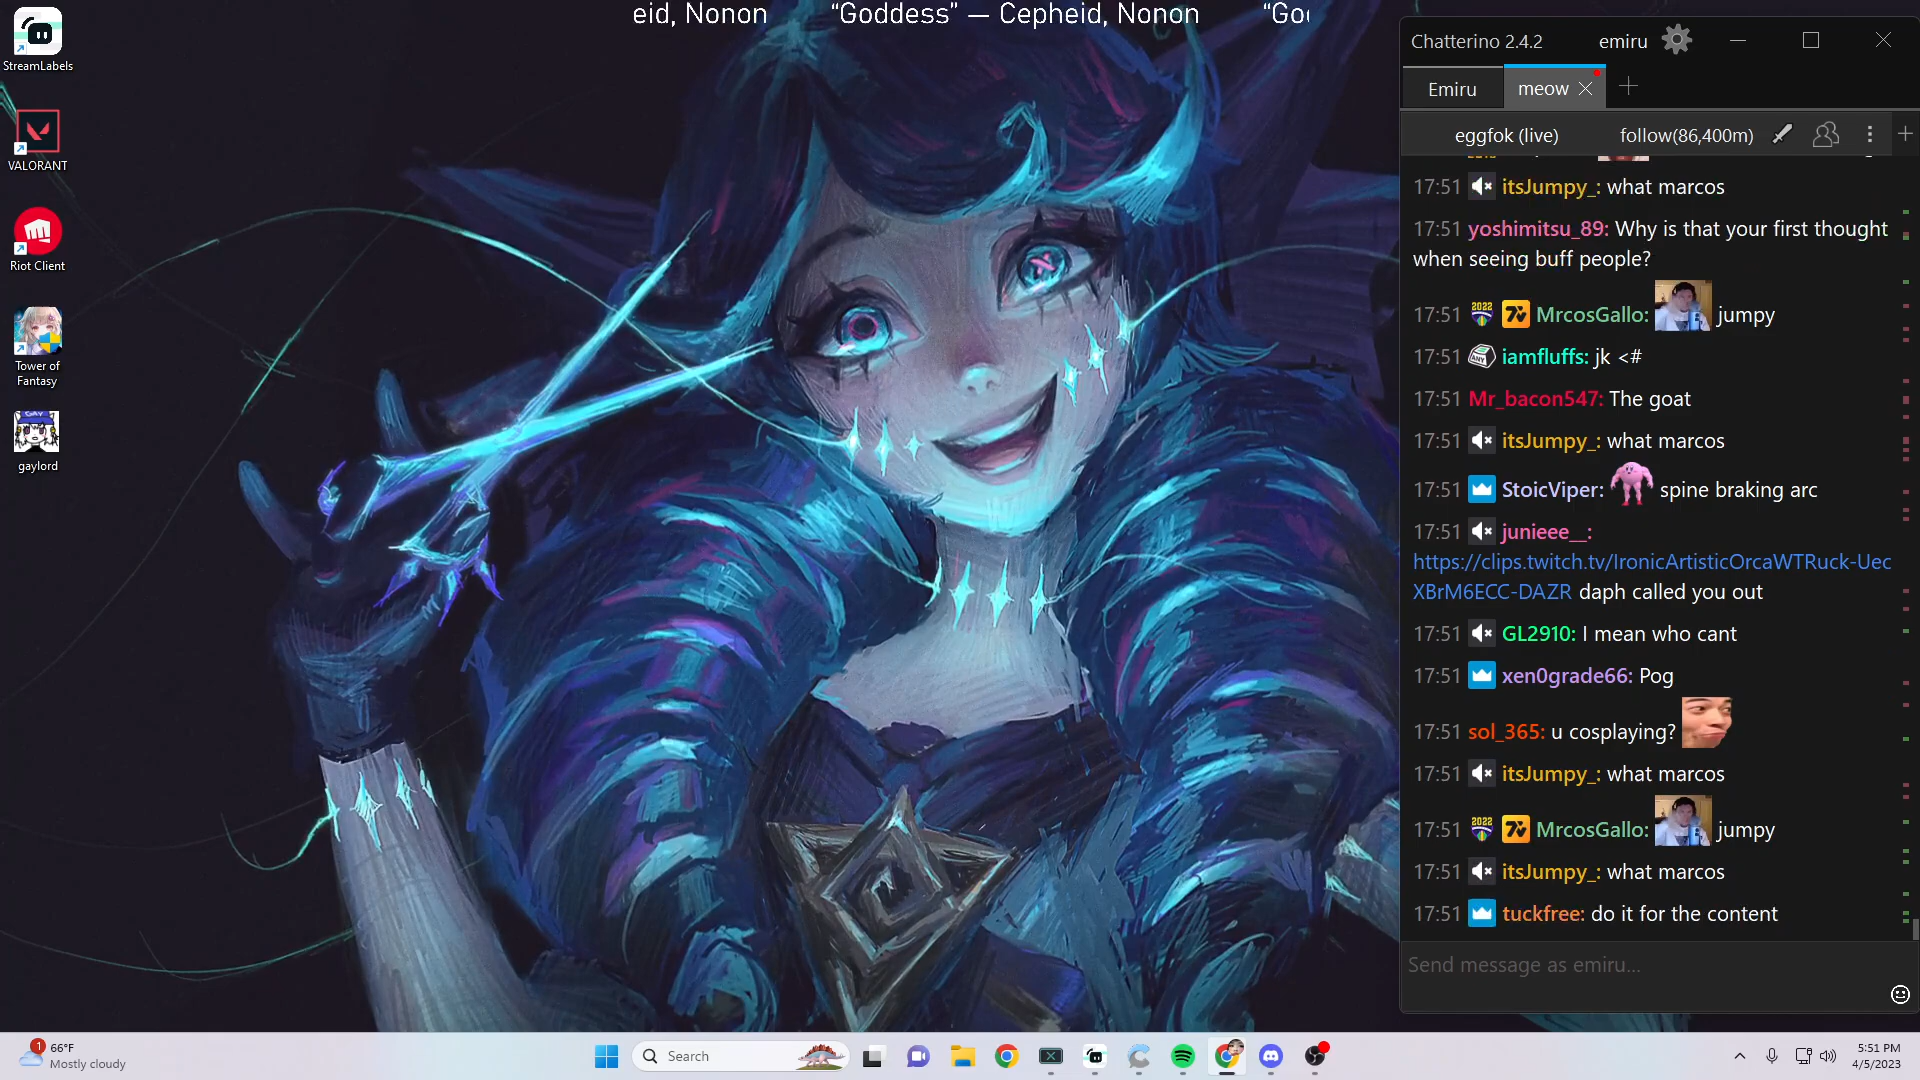 eid, Nonon “Goddess” — Cepheid, Nonon “Go
StreamLabels
VALORANT
Riot Client
Tower of
Fantasy
GAY
gaylord
Chatterino 2.4.2 emiru
Emiru meow
eggfok (live) follow(86,400m)
17:51 itsJumpy_: what marcos
17:51 yoshimitsu_89: Why is that your first thought
when seeing buff people?
17:51 MrcosGallo: jumpy
17:51 iamfluffs: jk <#
17:51 Mr_bacon547: The goat
17:51 itsJumpy_: what marcos
17:51 StoicViper: spine braking arc
17:51 junieee__:
https://clips.twitch.tv/IronicArtisticOrcaWTRuck-Uec
XBrM6ECC-DAZR daph called you out
17:51 GL2910: I mean who cant
17:51 xen0grade66: Pog
17:51 sol_365: u cosplaying?
17:51 itsJumpy_: what marcos
17:51 2022 MrcosGallo: jumpy
17:51 itsJumpy_: what marcos
17:51 tuckfree: do it for the content
Send message as emiru...
1
66°F
Mostly cloudy
Search
5:51 PM
4/5/2023